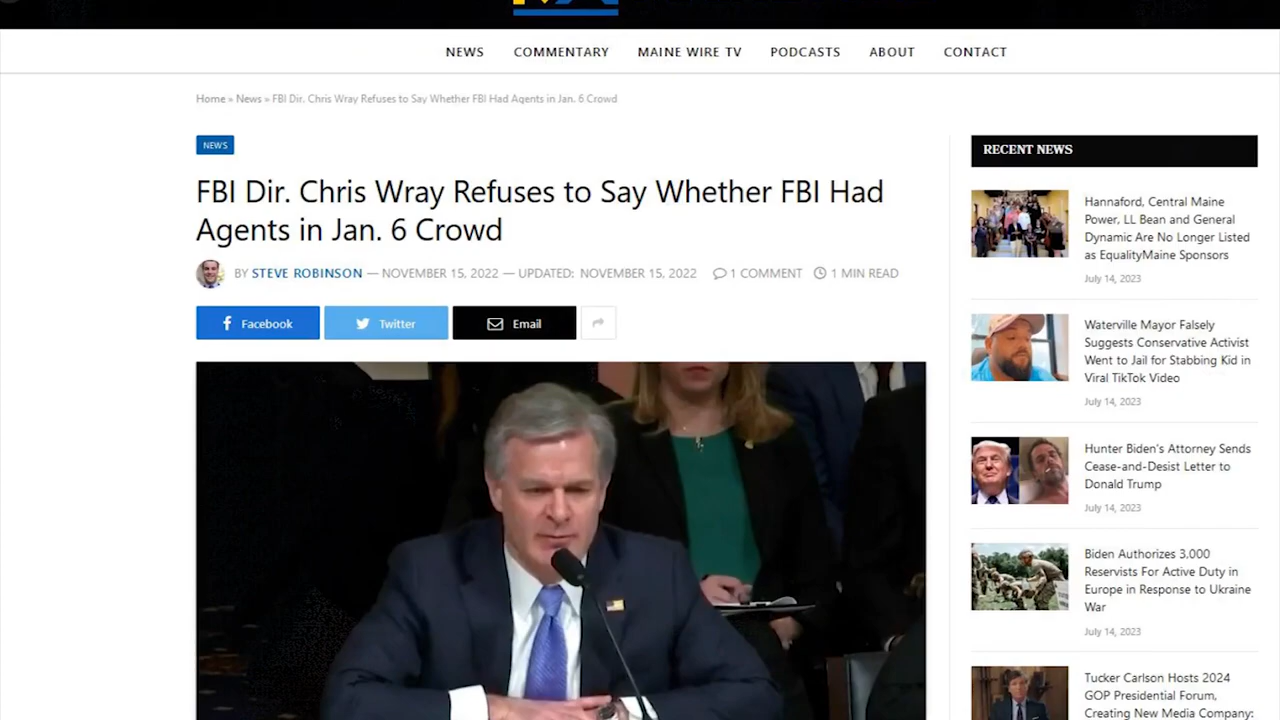 NEWS COMMENTARY MAINE WIRE TV PODCASTS ABOUT CONTACT
Home » News » FBI Dir. Chris Wray Refuses to Say Whether FBI Had Agents in Jan. 6 Crowd
NEWS
FBI Dir. Chris Wray Refuses to Say Whether FBI Had
Agents in Jan. 6 Crowd
BY STEVE ROBINSON — NOVEMBER 15, 2022 — UPDATED: NOVEMBER 15, 2022 1 COMMENT 1 MIN READ
Facebook Twitter Email
RECENT NEWS
Hannaford, Central Maine
Power, LL Bean and General
Dynamic Are No Longer Listed
as EqualityMaine Sponsors
July 14, 2023
Waterville Mayor Falsely
Suggests Conservative Activist
Went to Jail for Stabbing Kid in
Viral TikTok Video
July 14, 2023
Hunter Biden's Attorney Sends
Cease-and-Desist Letter to
Donald Trump
July 14, 2023
Biden Authorizes 3,000
Reservists For Active Duty in
Europe in Response to Ukraine
War
July 14, 2023
Tucker Carlson Hosts 2024
GOP Presidential Forum,
Creating New Media Company: